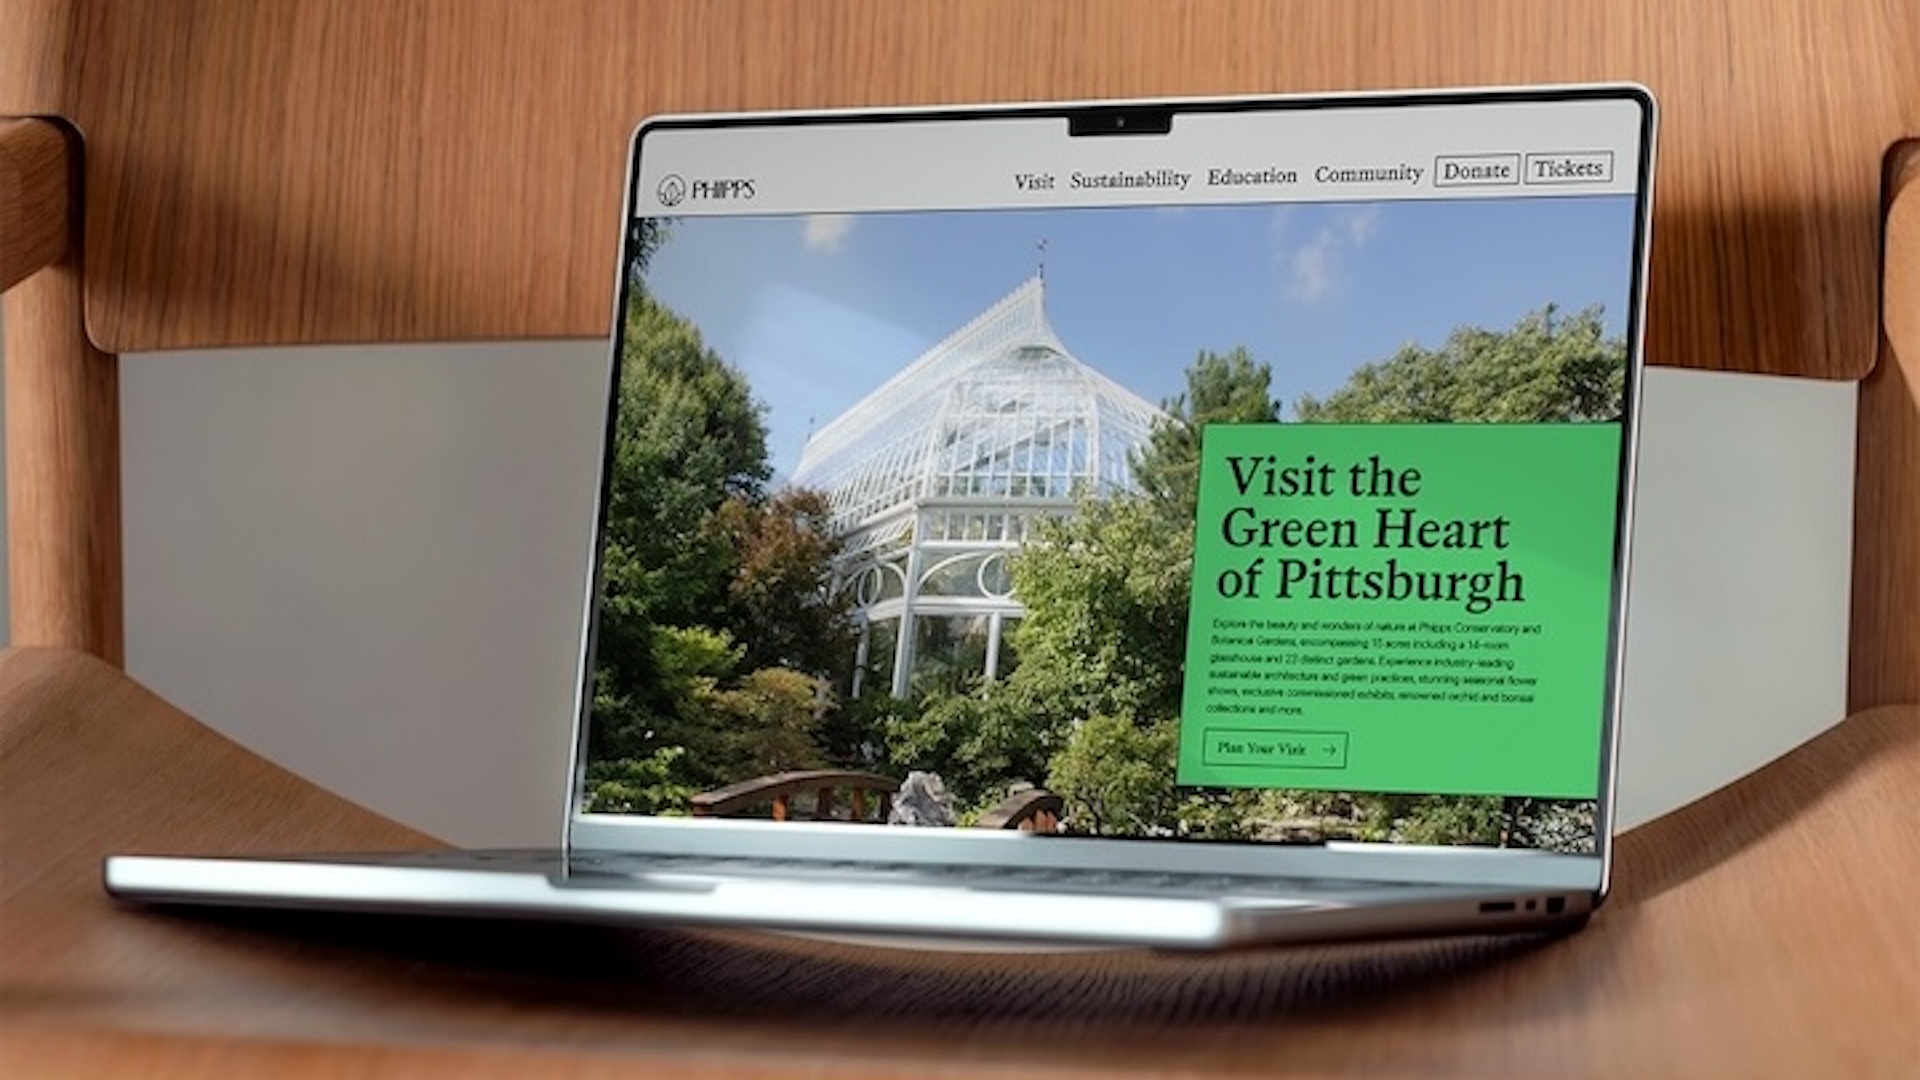 PHIPPS
Visit Sustainability Education Community Donate Tickets
Visit the
Green Heart
of Pittsburgh
Explore the beauty and wonders of nature at Phipps Conservatory and
Botanical Gardens, encompassing 15 acres including a 14-room
glasshouse and 23 distinct gardens. Experience industry-leading
sustainable architecture and green practices, stunning seasonal flower
shows, exclusive commissioned exhibits, renowned orchid and bonsai
collections and more.
Plan Your Visit →